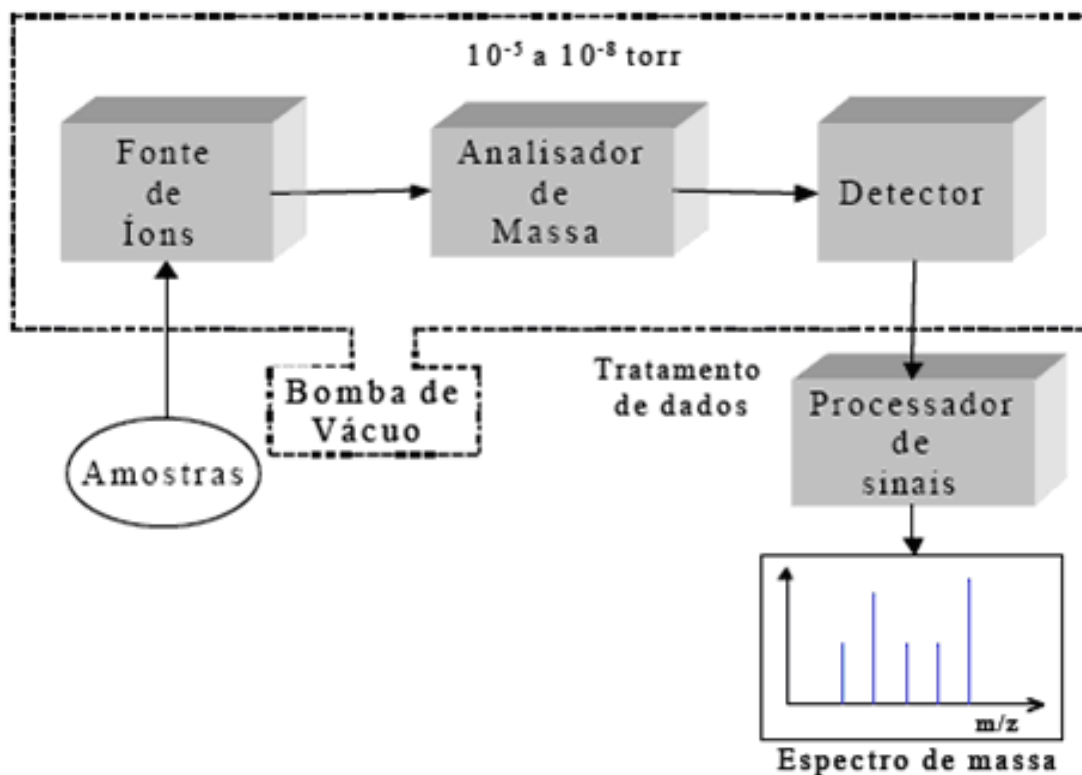 10⁻⁵ a 10⁻⁸ torr
Fonte
de
Íons
Analisador
de
Massa
Detector
Bomba de
Vácuo
Amostras
Tratamento
de dados
Processador
de
sinais
m/z
Espectro de massa